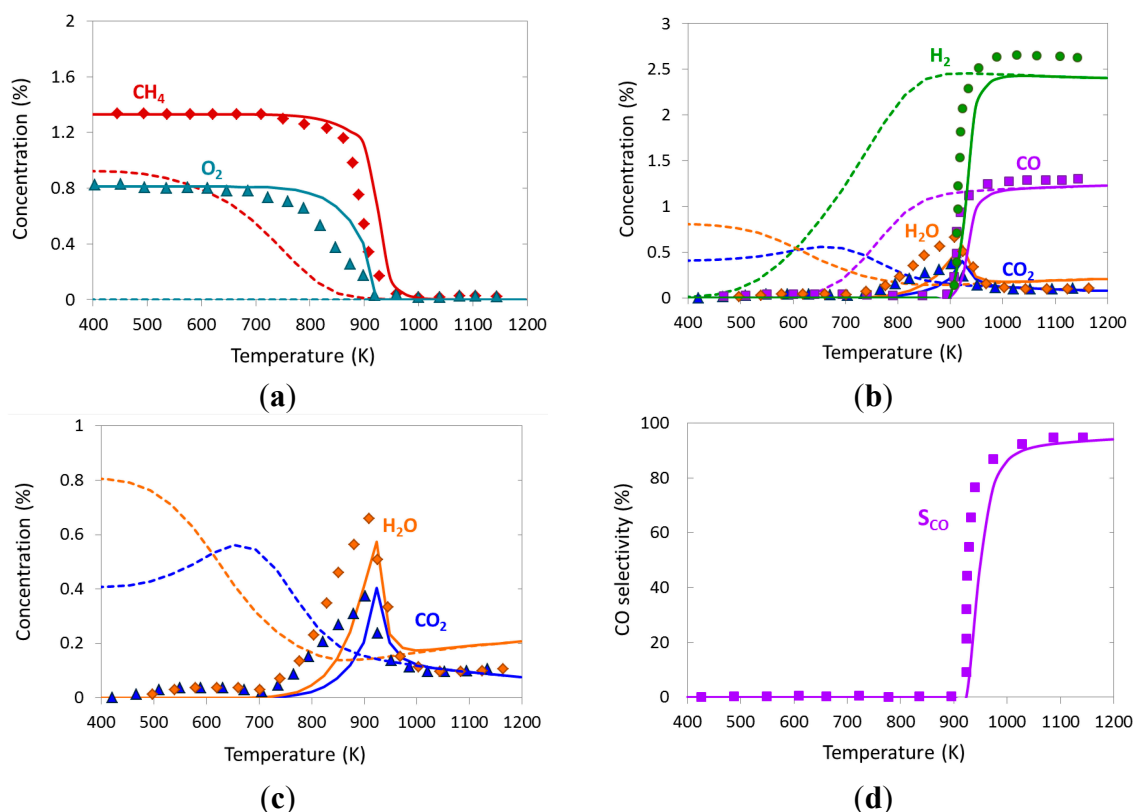 2
1.6
1.2
0.8
0.4
0
CH4
O2
Concentration (%)
400 500 600 700 800 900 1000 1100 1200
Temperature (K)
(a)
3
2.5
2
1.5
1
0.5
0
H2
CO
H2O
CO2
Concentration (%)
400 500 600 700 800 900 1000 1100 1200
Temperature (K)
(b)
1
0.8
0.6
0.4
0.2
0
H2O
CO2
Concentration (%)
400 500 600 700 800 900 1000 1100 1200
Temperature (K)
(c)
100
80
60
40
20
0
SCO
CO selectivity (%)
400 500 600 700 800 900 1000 1100 1200
Temperature (K)
(d)